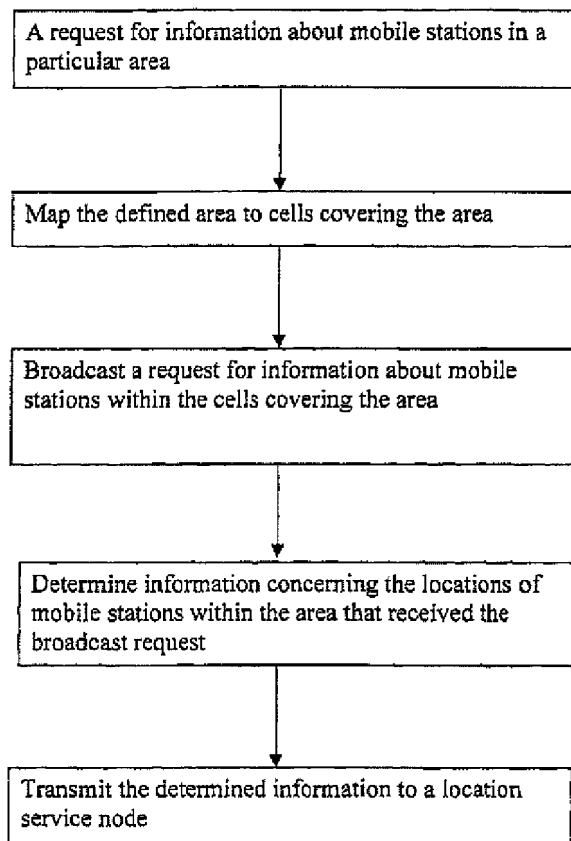 A request for information about mobile stations in a
particular area
Map the defined area to cells covering the area
Broadcast a request for information about mobile
stations within the cells covering the area
Determine information concerning the locations of
mobile stations within the area that received the
broadcast request
Transmit the determined information to a location
service node